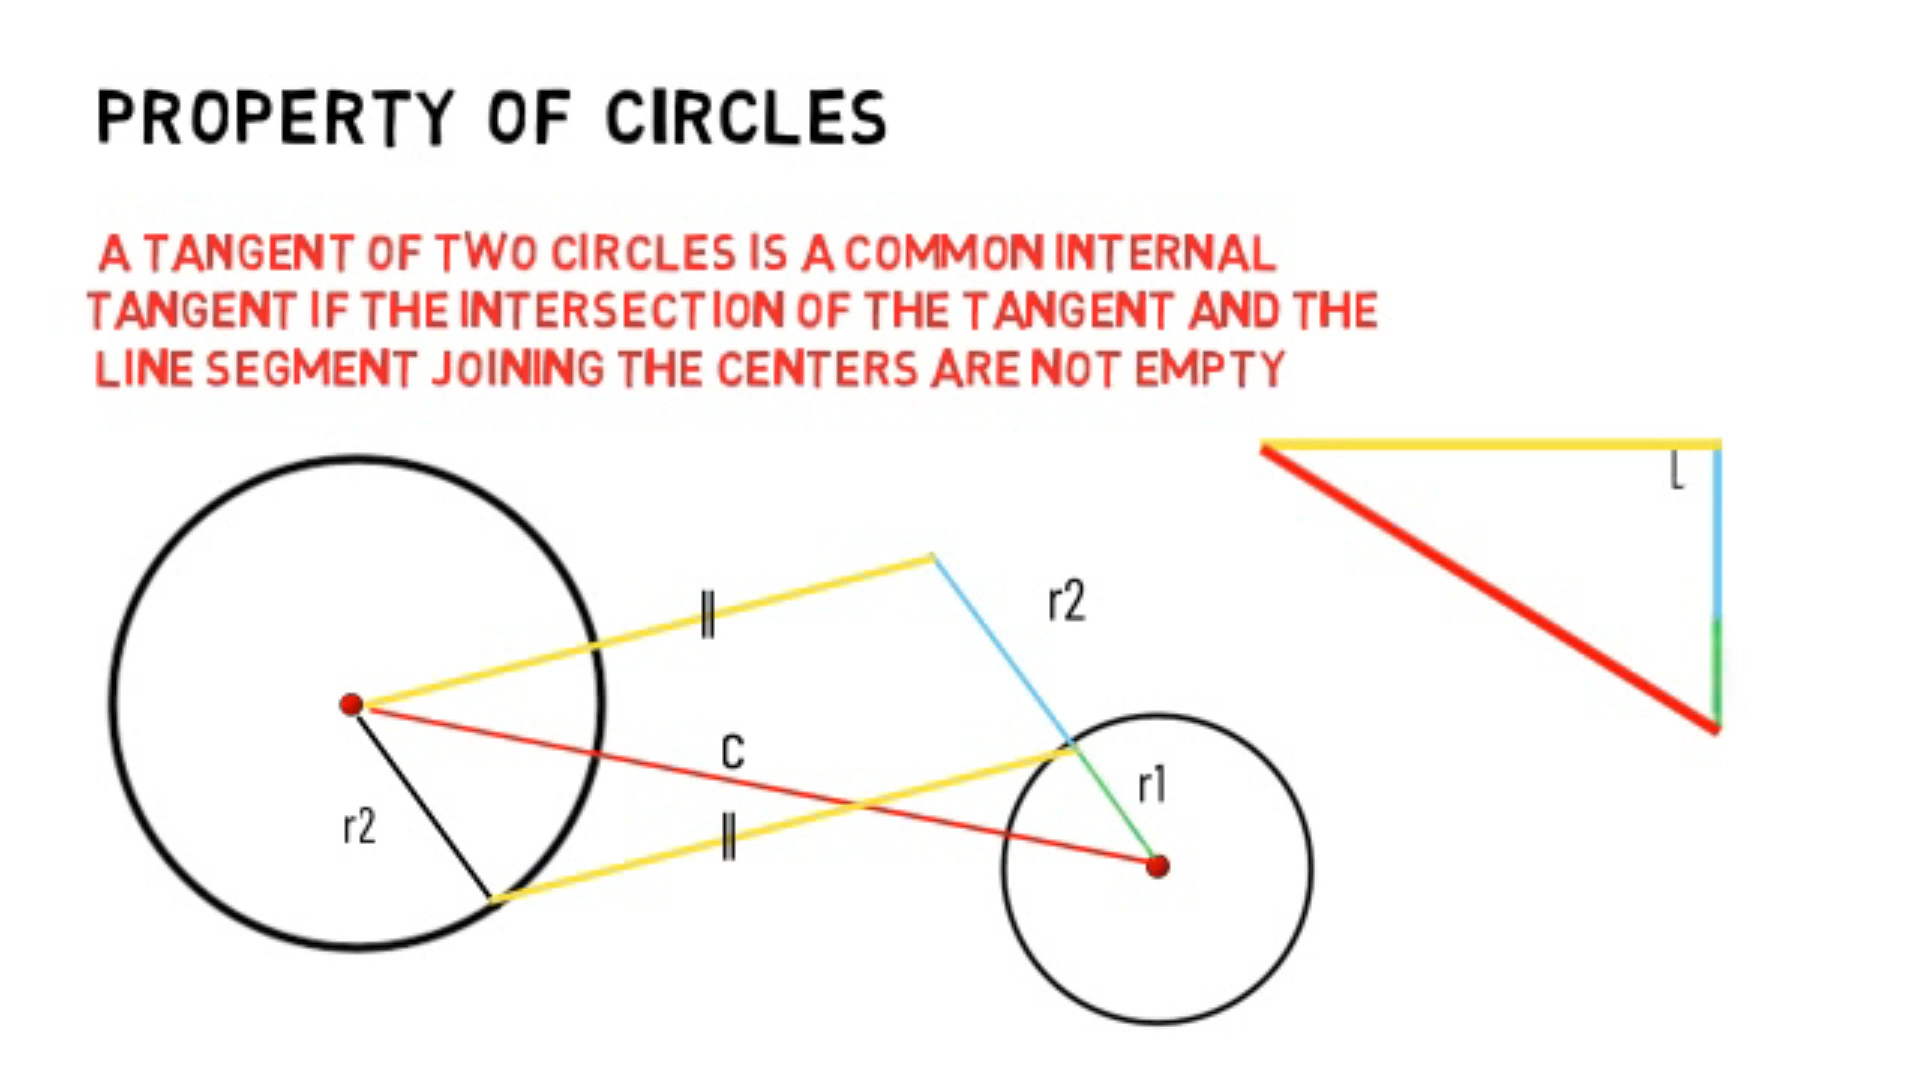 PROPERTY OF CIRCLES
A TANGENT OF TWO CIRCLES IS A COMMON INTERNAL
TANGENT IF THE INTERSECTION OF THE TANGENT AND THE
LINE SEGMENT JOINING THE CENTERS ARE NOT EMPTY
r2
C
r1
r2